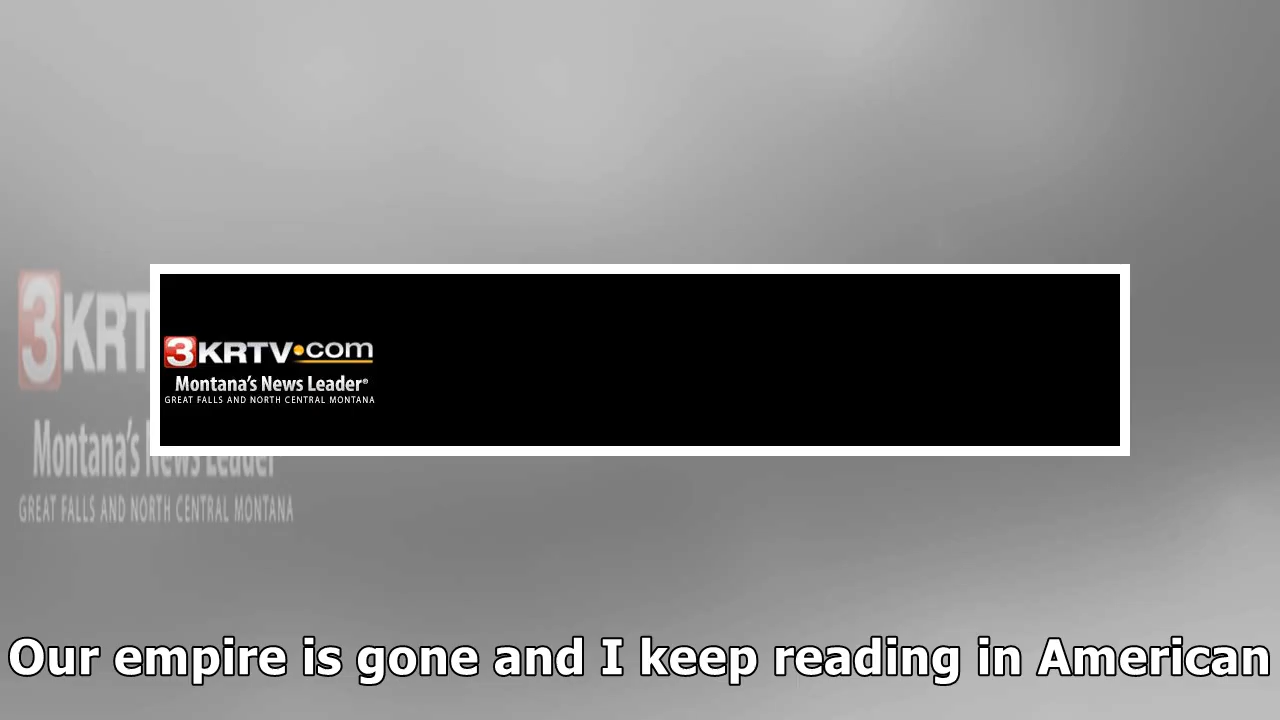 3KRTV•com
Montana's News Leader®
GREAT FALLS AND NORTH CENTRAL MONTANA
3KRT
Montana's News Leader
GREAT FALLS AND NORTH CENTRAL MONTANA
Our empire is gone and I keep reading in American